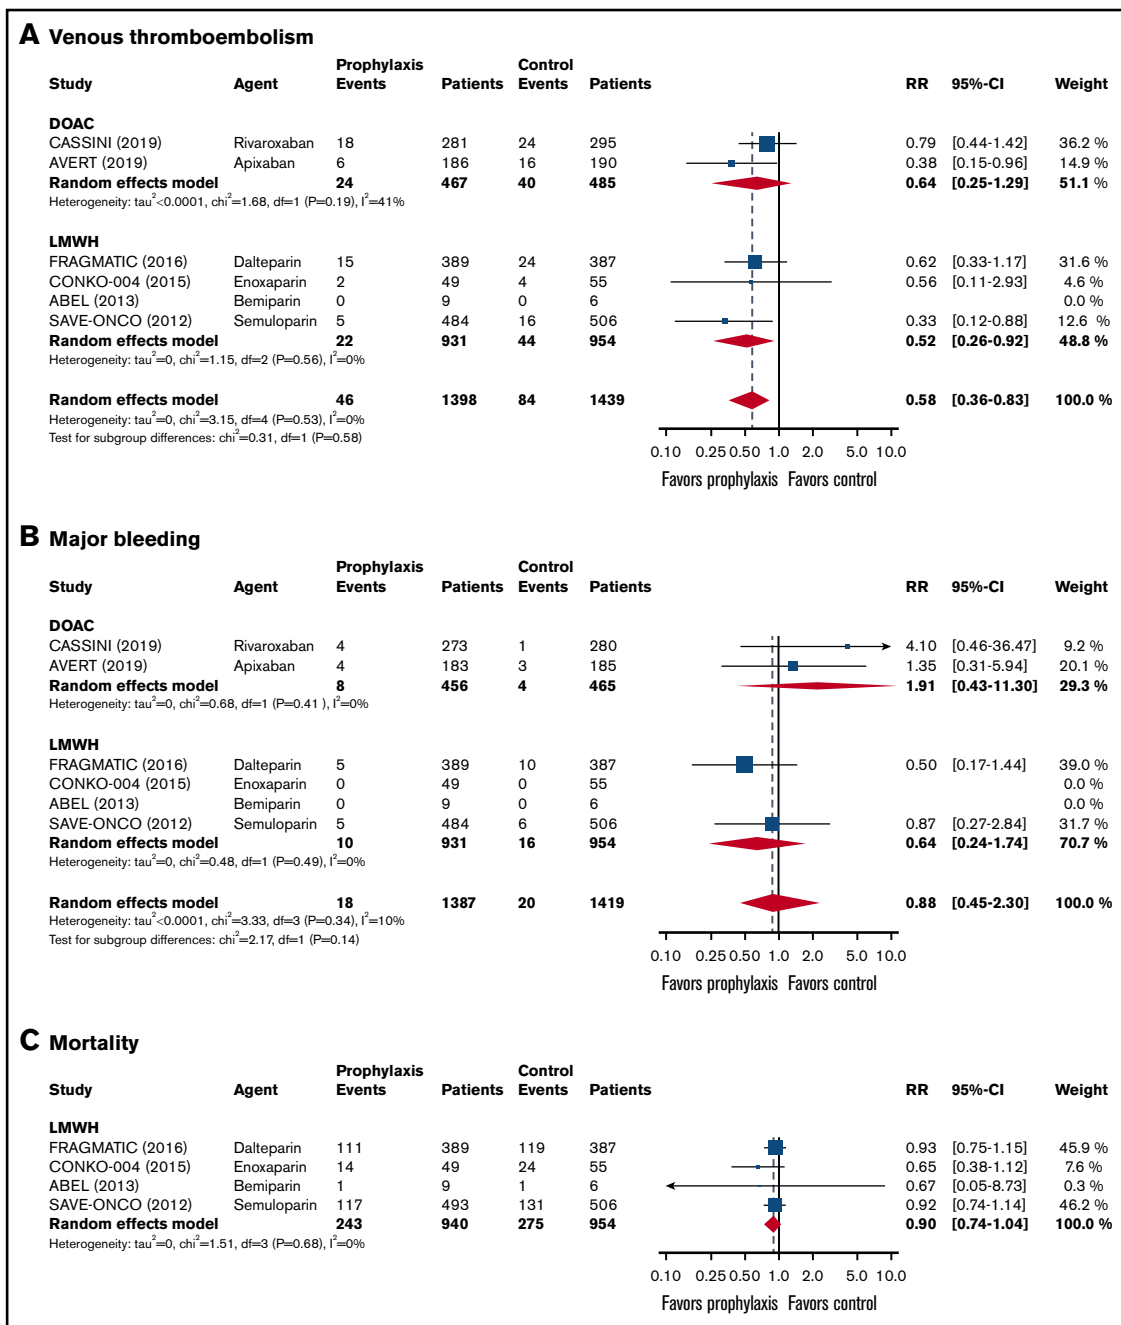 A Venous thromboembolism
Prophylaxis Control
Study Agent Events Patients Events Patients RR 95%-CI Weight
DOAC
CASSINI (2019) Rivaroxaban 18 281 24 295 0.79 [0.44-1.42] 36.2 %
AVERT (2019) Apixaban 6 186 16 190 0.38 [0.15-0.96] 14.9 %
Random effects model 24 467 40 485 0.64 [0.25-1.29] 51.1 %
Heterogeneity: tau²<0.0001, chi²=1.68, df=1 (P=0.19), I²=41%
LMWH
FRAGMATIC (2016) Dalteparin 15 389 24 387 0.62 [0.33-1.17] 31.6 %
CONKO-004 (2015) Enoxaparin 2 49 4 55 0.56 [0.11-2.93] 4.6 %
ABEL (2013) Bemiparin 0 9 0 6 0.0 %
SAVE-ONCO (2012) Semuloparin 5 484 16 506 0.33 [0.12-0.88] 12.6 %
Random effects model 22 931 44 954 0.52 [0.26-0.92] 48.8 %
Heterogeneity: tau²=0, chi²=1.15, df=2 (P=0.56), I²=0%
Random effects model 46 1398 84 1439 0.58 [0.36-0.83] 100.0 %
Heterogeneity: tau²=0, chi²=3.15, df=4 (P=0.53), I²=0%
Test for subgroup differences: chi²=0.31, df=1 (P=0.58)
0.10 0.25 0.50 1.0 2.0 5.0 10.0
Favors prophylaxis Favors control
B Major bleeding
Prophylaxis Control
Study Agent Events Patients Events Patients RR 95%-CI Weight
DOAC
CASSINI (2019) Rivaroxaban 4 273 1 280 4.10 [0.46-36.47] 9.2 %
AVERT (2019) Apixaban 4 183 3 185 1.35 [0.31-5.94] 20.1 %
Random effects model 8 456 4 465 1.91 [0.43-11.30] 29.3 %
Heterogeneity: tau²=0, chi²=0.68, df=1 (P=0.41 ), I²=0%
LMWH
FRAGMATIC (2016) Dalteparin 5 389 10 387 0.50 [0.17-1.44] 39.0 %
CONKO-004 (2015) Enoxaparin 0 49 0 55 0.0 %
ABEL (2013) Bemiparin 0 9 0 6 0.0 %
SAVE-ONCO (2012) Semuloparin 5 484 6 506 0.87 [0.27-2.84] 31.7 %
Random effects model 10 931 16 954 0.64 [0.24-1.74] 70.7 %
Heterogeneity: tau²=0, chi²=0.48, df=1 (P=0.49), I²=0%
Random effects model 18 1387 20 1419 0.88 [0.45-2.30] 100.0 %
Heterogeneity: tau²<0.0001, chi²=3.33, df=3 (P=0.34), I²=10%
Test for subgroup differences: chi²=2.17, df=1 (P=0.14)
0.10 0.25 0.50 1.0 2.0 5.0 10.0
Favors prophylaxis Favors control
C Mortality
Prophylaxis Control
Study Agent Events Patients Events Patients RR 95%-CI Weight
LMWH
FRAGMATIC (2016) Dalteparin 111 389 119 387 0.93 [0.75-1.15] 45.9 %
CONKO-004 (2015) Enoxaparin 14 49 24 55 0.65 [0.38-1.12] 7.6 %
ABEL (2013) Bemiparin 1 9 1 6 0.67 [0.05-8.73] 0.3 %
SAVE-ONCO (2012) Semuloparin 117 493 131 506 0.92 [0.74-1.14] 46.2 %
Random effects model 243 940 275 954 0.90 [0.74-1.04] 100.0 %
Heterogeneity: tau²=0, chi²=1.51, df=3 (P=0.68), I²=0%
0.10 0.25 0.50 1.0 2.0 5.0 10.0
Favors prophylaxis Favors control